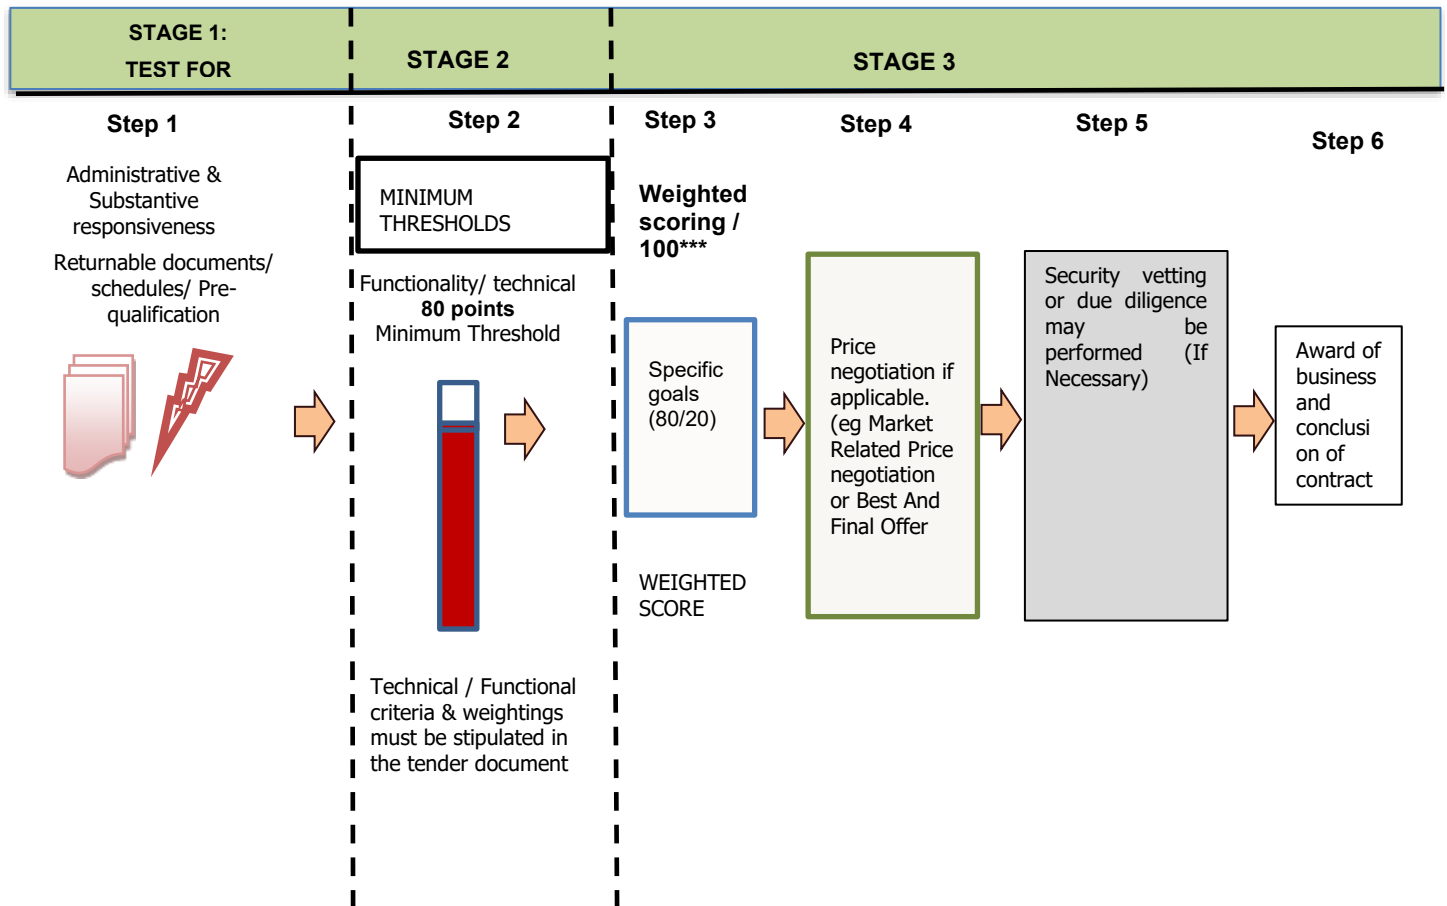 STAGE 1:
TEST FOR
STAGE 2
STAGE 3
Step 1
Administrative &
Substantive
responsiveness
Returnable documents/
schedules/ Pre-
qualification
Step 2
MINIMUM
THRESHOLDS
Functionality/ technical
80 points
Minimum Threshold
Technical / Functional
criteria & weightings
must be stipulated in
the tender document
Step 3
Weighted
scoring /
100***
Specific
goals
(80/20)
WEIGHTED
SCORE
Step 4
Price
negotiation if
applicable.
(eg Market
Related Price
negotiation
or Best And
Final Offer
Step 5
Security vetting
or due diligence
may be
performed (If
Necessary)
Step 6
Award of
business
and
conclusi
on of
contract